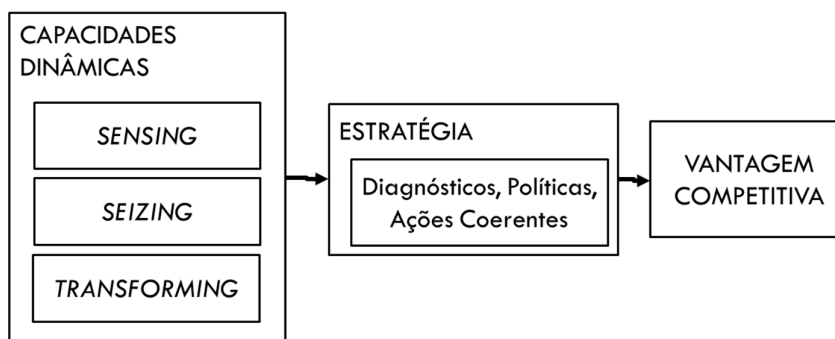 CAPACIDADES
DINÂMICAS
SENSING
SEIZING
TRANSFORMING
ESTRATÉGIA
Diagnósticos, Políticas,
Ações Coerentes
VANTAGEM
COMPETITIVA